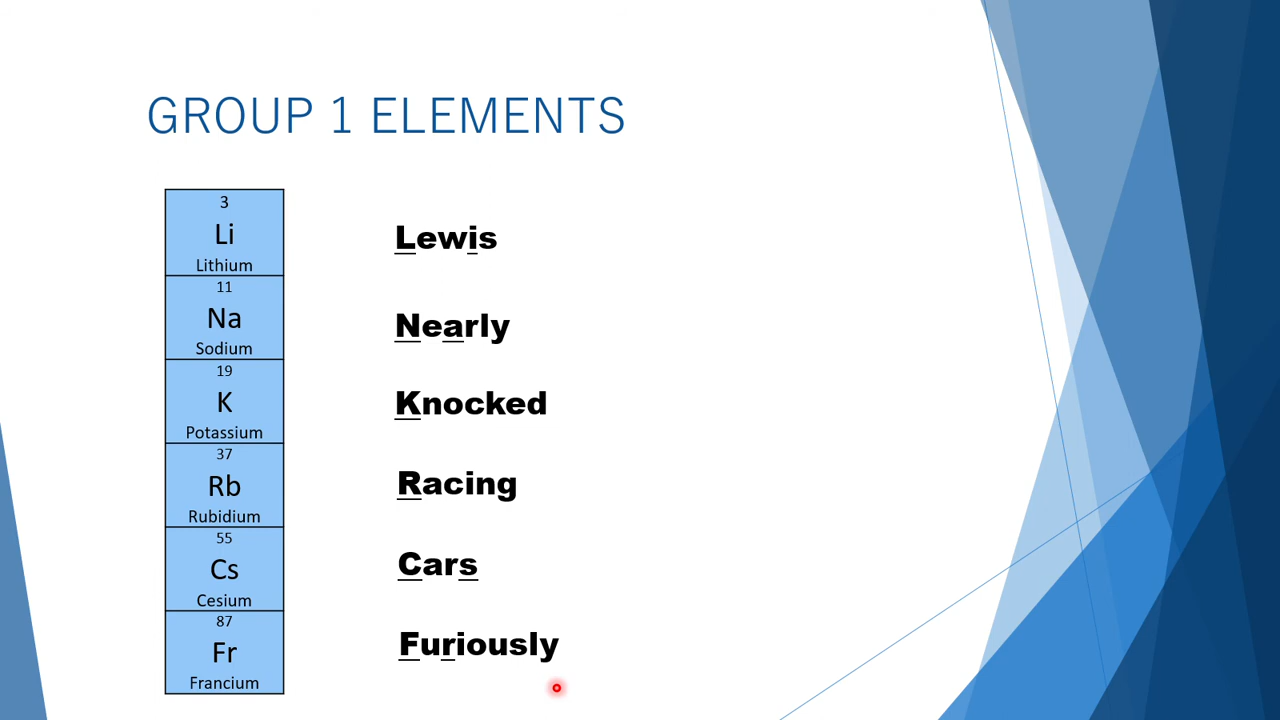 GROUP 1 ELEMENTS
3
Li
Lithium
Lewis
11
Na
Sodium
Nearly
19
K
Potassium
Knocked
37
Rb
Rubidium
Racing
55
Cs
Cesium
Cars
87
Fr
Francium
Furiously